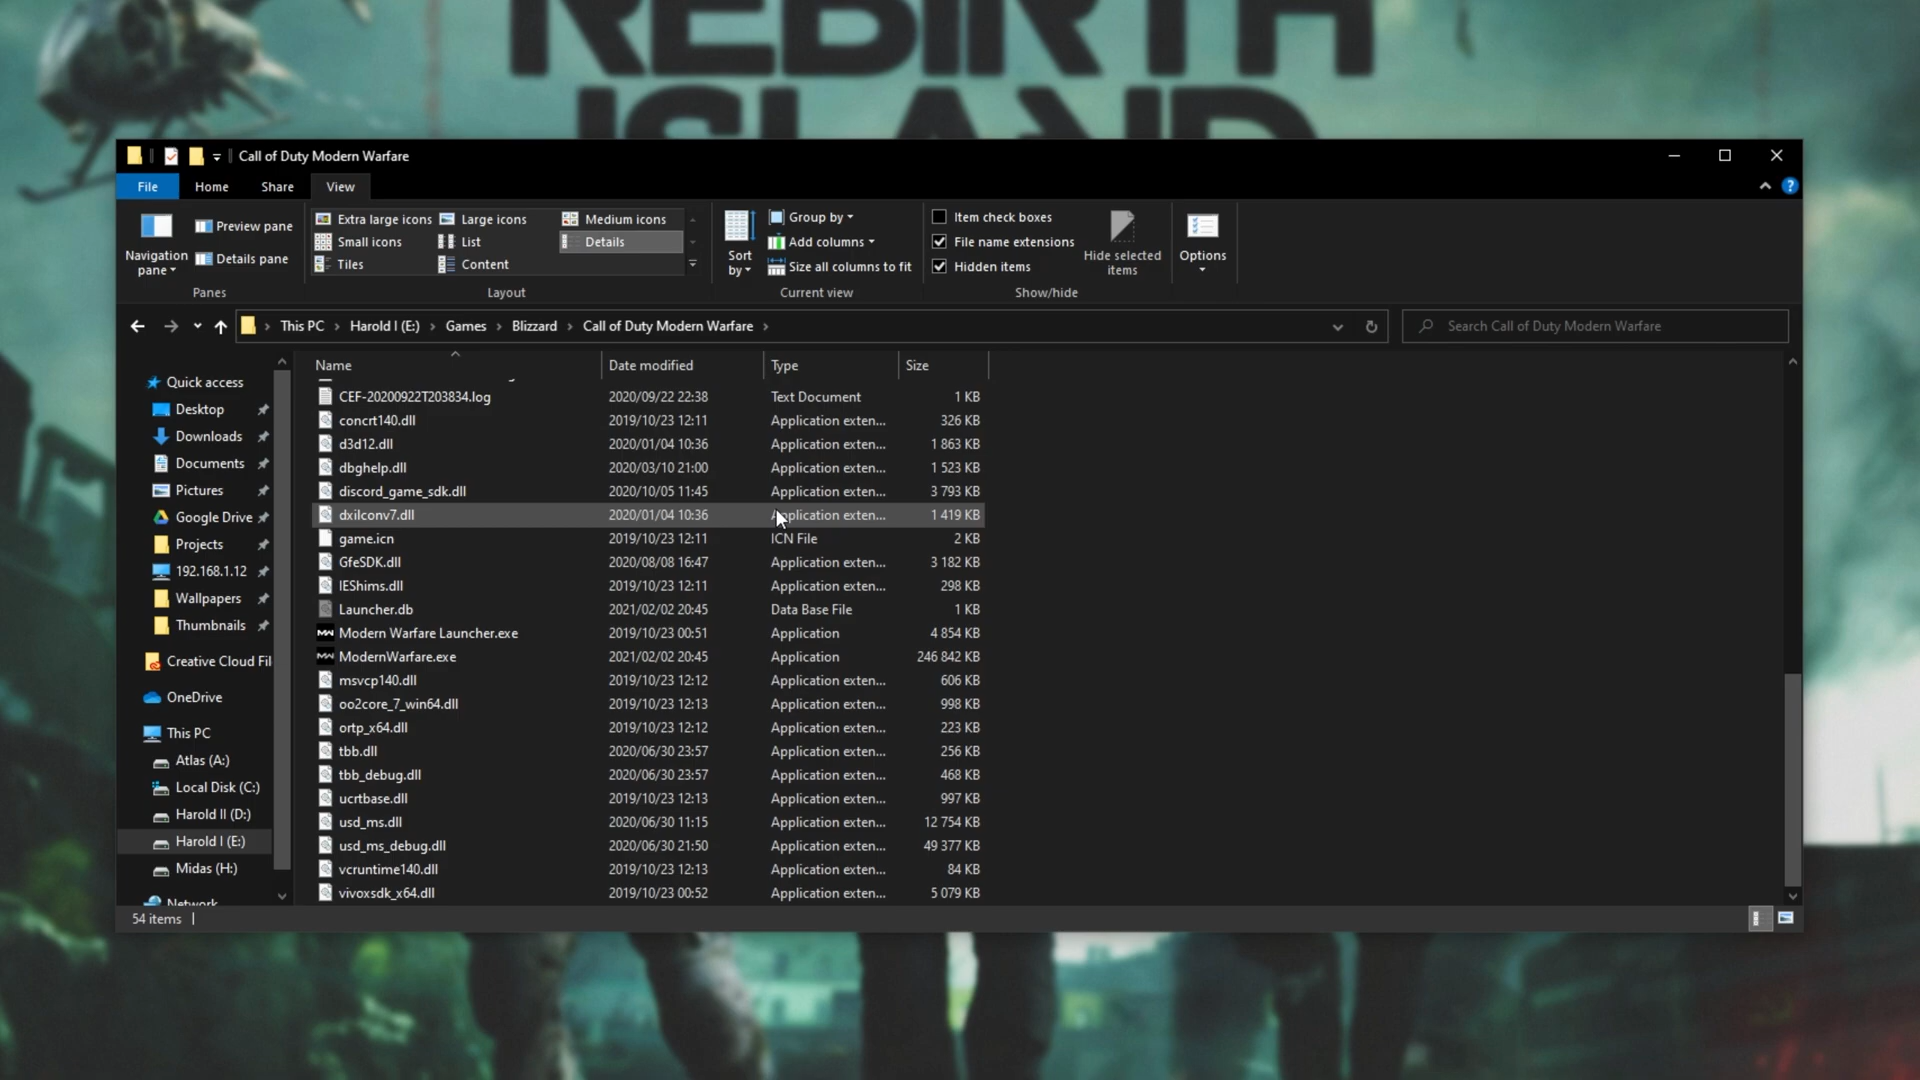 REBIRTH
ISLAND
Call of Duty Modern Warfare
File Home Share View
Navigation pane
Preview pane
Details pane
Panes
Extra large icons Large icons Medium icons
Small icons List Details
Tiles Content
Layout
Sort by
Group by
Add columns
Size all columns to fit
Current view
Item check boxes
File name extensions
Hidden items
Hide selected items
Show/hide
Options
This PC Harold I (E:) Games Blizzard Call of Duty Modern Warfare
Search Call of Duty Modern Warfare
Quick access
Desktop
Downloads
Documents
Pictures
Google Drive
Projects
192.168.1.12
Wallpapers
Thumbnails
Creative Cloud Fil
OneDrive
This PC
Atlas (A:)
Local Disk (C:)
Harold II (D:)
Harold I (E:)
Midas (H:)
Network
Name Date modified Type Size
CEF-20200922T203834.log 2020/09/22 22:38 Text Document 1 KB
concrt140.dll 2019/10/23 12:11 Application exten... 326 KB
d3d12.dll 2020/01/04 10:36 Application exten... 1 863 KB
dbghelp.dll 2020/03/10 21:00 Application exten... 1 523 KB
discord_game_sdk.dll 2020/10/05 11:45 Application exten... 3 793 KB
dxilconv7.dll 2020/01/04 10:36 Application exten... 1 419 KB
game.icn 2019/10/23 12:11 ICN File 2 KB
GfeSDK.dll 2020/08/08 16:47 Application exten... 3 182 KB
IEShims.dll 2019/10/23 12:11 Application exten... 298 KB
Launcher.db 2021/02/02 20:45 Data Base File 1 KB
Modern Warfare Launcher.exe 2019/10/23 00:51 Application 4 854 KB
ModernWarfare.exe 2021/02/02 20:45 Application 246 842 KB
msvcp140.dll 2019/10/23 12:12 Application exten... 606 KB
oo2core_7_win64.dll 2019/10/23 12:13 Application exten... 998 KB
ortp_x64.dll 2019/10/23 12:12 Application exten... 223 KB
tbb.dll 2020/06/30 23:57 Application exten... 256 KB
tbb_debug.dll 2020/06/30 23:57 Application exten... 468 KB
ucrtbase.dll 2019/10/23 12:13 Application exten... 997 KB
usd_ms.dll 2020/06/30 11:15 Application exten... 12 754 KB
usd_ms_debug.dll 2020/06/30 21:50 Application exten... 49 377 KB
vcruntime140.dll 2019/10/23 12:13 Application exten... 84 KB
vivoxsdk_x64.dll 2019/10/23 00:52 Application exten... 5 079 KB
54 items